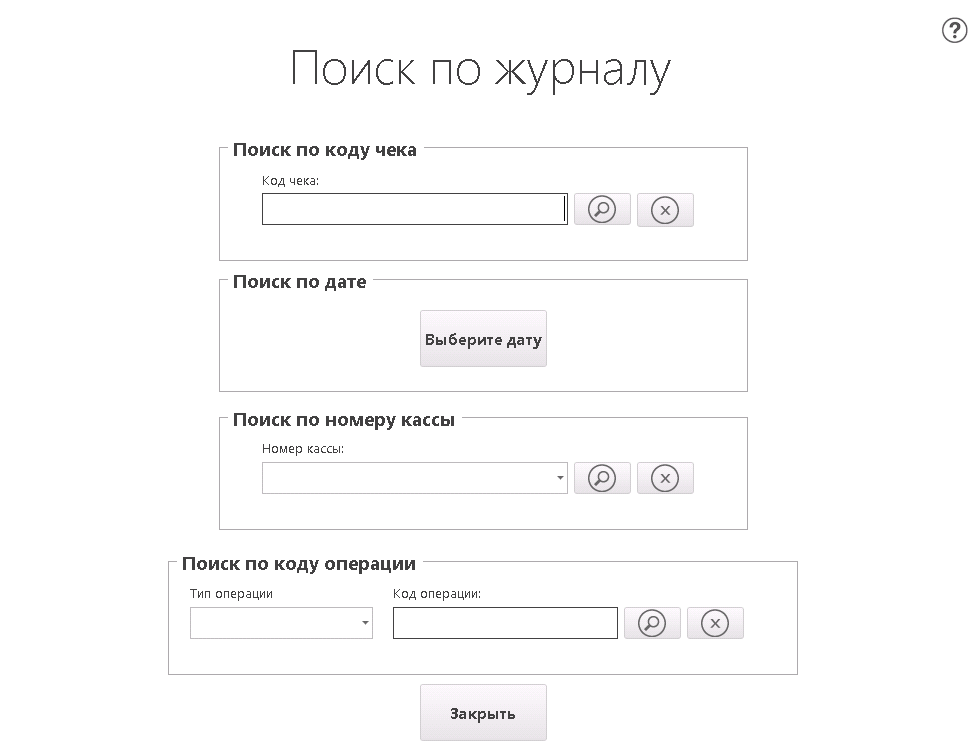 ?
Поиск по журналу
Поиск по коду чека
Код чека:
x
Поиск по дате
Выберите дату
Поиск по номеру кассы
Номер кассы:
x
Поиск по коду операции
Тип операции Код операции:
x
Закрыть